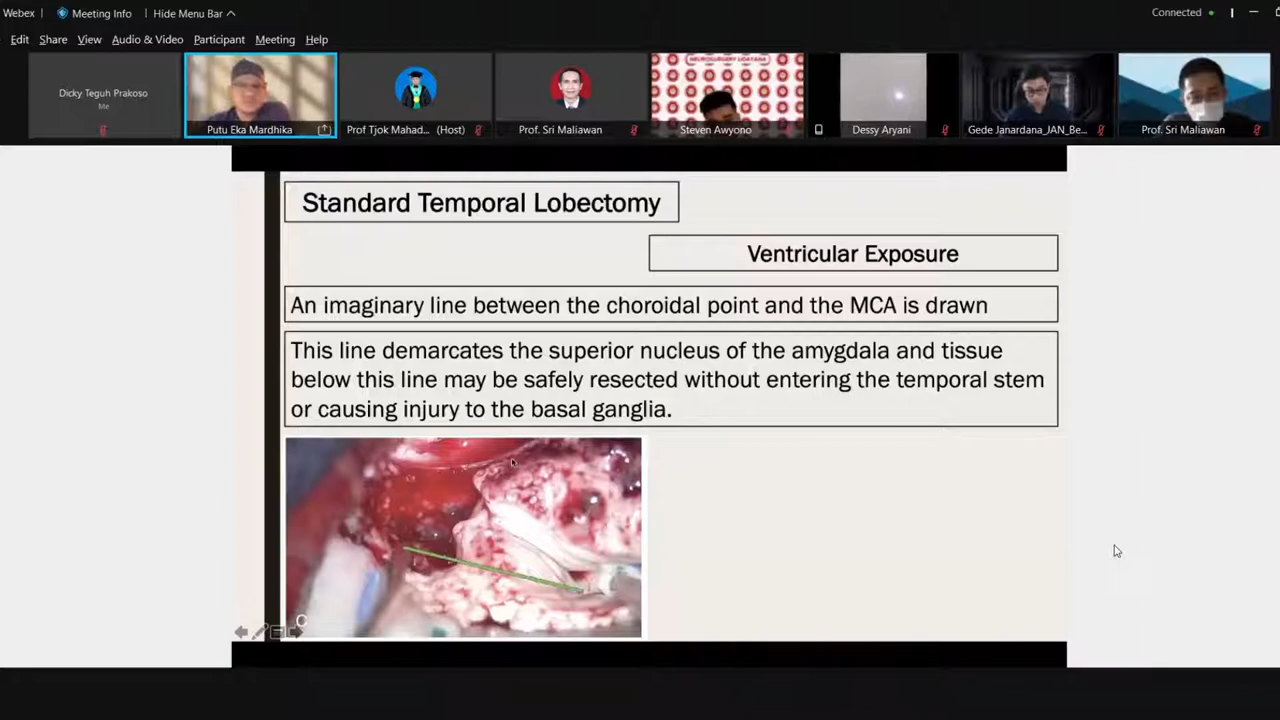 Webex
Meeting Info
Hide Menu Bar
Connected
Edit
Share
View
Audio & Video
Participant
Meeting
Help
Dicky Teguh Prakoso
Me
Putu Eka Mardhika
Prof Tjok Mahad... (Host)
Prof. Sri Maliawan
NEUROSURGERY UDAYANA
Steven Awyono
Dessy Aryani
Gede Janardana_JAN_Be...
Prof. Sri Maliawan
Standard Temporal Lobectomy
Ventricular Exposure
An imaginary line between the choroidal point and the MCA is drawn
This line demarcates the superior nucleus of the amygdala and tissue
below this line may be safely resected without entering the temporal stem
or causing injury to the basal ganglia.
C